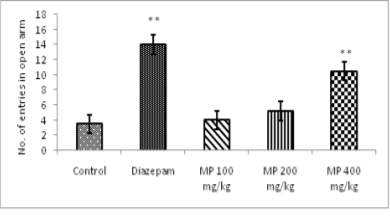 18
16
14
12
10
8
6
4
2
0
No. of entries in open arm
**
**
Control
Diazepam
MP 100
mg/kg
MP 200
mg/kg
MP 400
mg/kg